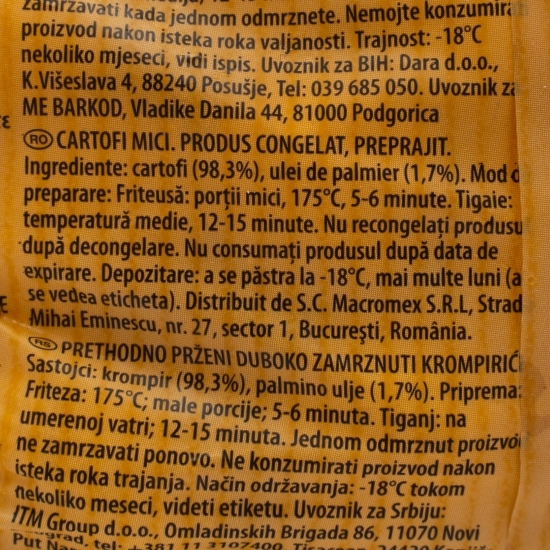 zamrzavati kada jednom odmrznete. Nemojte konzumirati
proizvod nakon isteka roka valjanosti. Trajnost: -18°C
nekoliko mjeseci, vidi ispis. Uvoznik za BIH: Dara d.o.o.,
K.Višeslava 4, 88240 Posušje, Tel: 039 685 050. Uvoznik za
ME BARKOD, Vladike Danila 44, 81000 Podgorica
RO CARTOFI MICI. PRODUS CONGELAT, PREPRAJIT.
Ingrediente: cartofi (98,3%), ulei de palmier (1,7%). Mod d
preparare: Friteusă: porții mici, 175°C, 5-6 minute. Tigaie:
temperatură medie, 12-15 minute. Nu recongelați produsu
după decongelare. Nu consumați produsul după data de
expirare. Depozitare: a se păstra la -18°C, mai multe luni (a
se vedea eticheta). Distribuit de S.C. Macromex S.R.L, Strad
Mihai Eminescu, nr. 27, sector 1, București, România.
RS PRETHODNO PRŽENI DUBOKO ZAMRZNUTI KROMPIRIĆI
Sastojci: krompir (98,3%), palmino ulje (1,7%). Priprema:
Friteza: 175°C; male porcije; 5-6 minuta. Tiganj: na
umerenoj vatri; 12-15 minuta. Jednom odmrznut proizvo
ne zamrzavati ponovo. Ne konzumirati proizvod nakon
isteka roka trajanja. Način održavanja: -18°C tokom
nekoliko meseci, videti etiketu. Uvoznik za Srbiju:
ITM Group d.o.o., Omladinskih Brigada 86, 11070 Novi
tel: +381 11